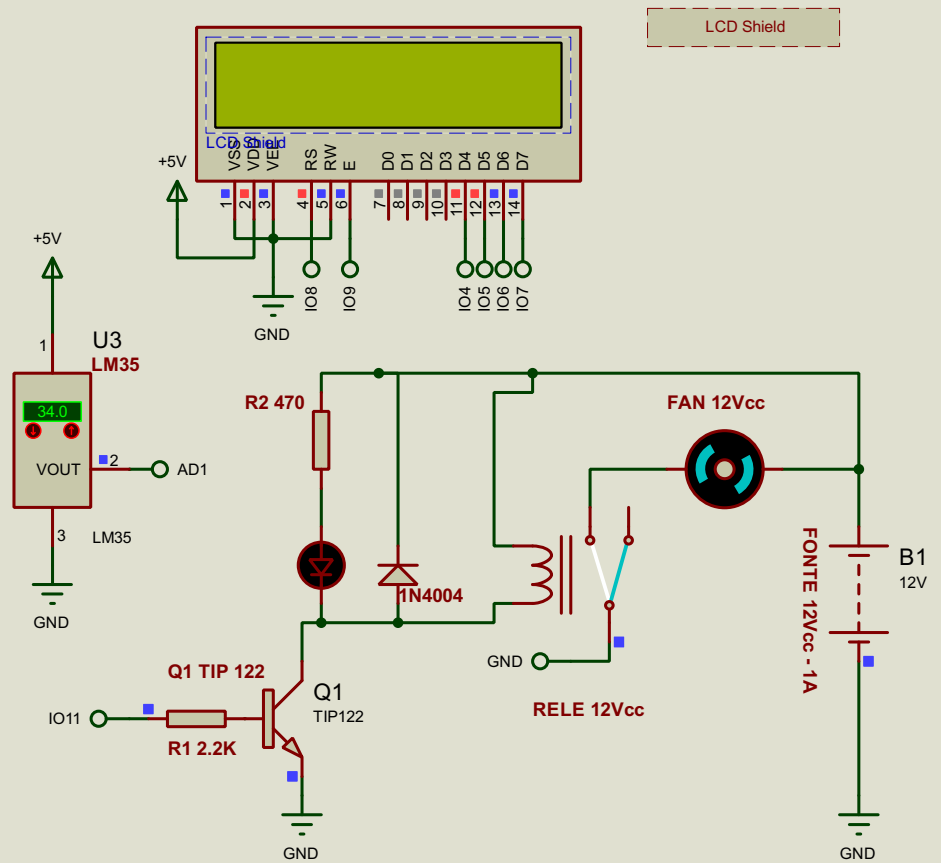 LCD Shield
LCD Shield
VSS
VDD
VEE
RS
RW
E
D0
D1
D2
D3
D4
D5
D6
D7
+5V
1
2
3
4
5
6
7
8
9
10
11
12
13
14
IO8
IO9
IO4
IO5
IO6
IO7
GND
+5V
1
U3
LM35
34.0
VOUT
2
AD1
3
LM35
GND
R2 470
FAN 12Vcc
1N4004
FONTE 12Vcc - 1A
B1
12V
GND
RELE 12Vcc
Q1 TIP 122
Q1
TIP122
IO11
R1 2.2K
GND
GND